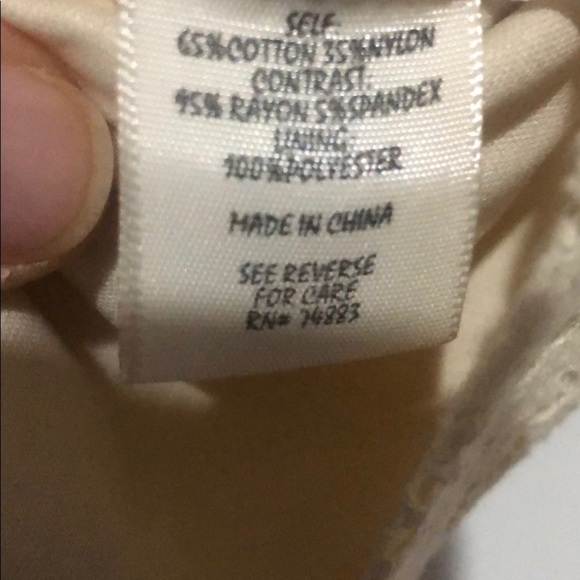 SELF
65%COTTON 35%NYLON
CONTRAST
95% RAYON 5%SPANDEX
LINING
100%POLYESTER
MADE IN CHINA
SEE REVERSE
FOR CARE
RN# 74883